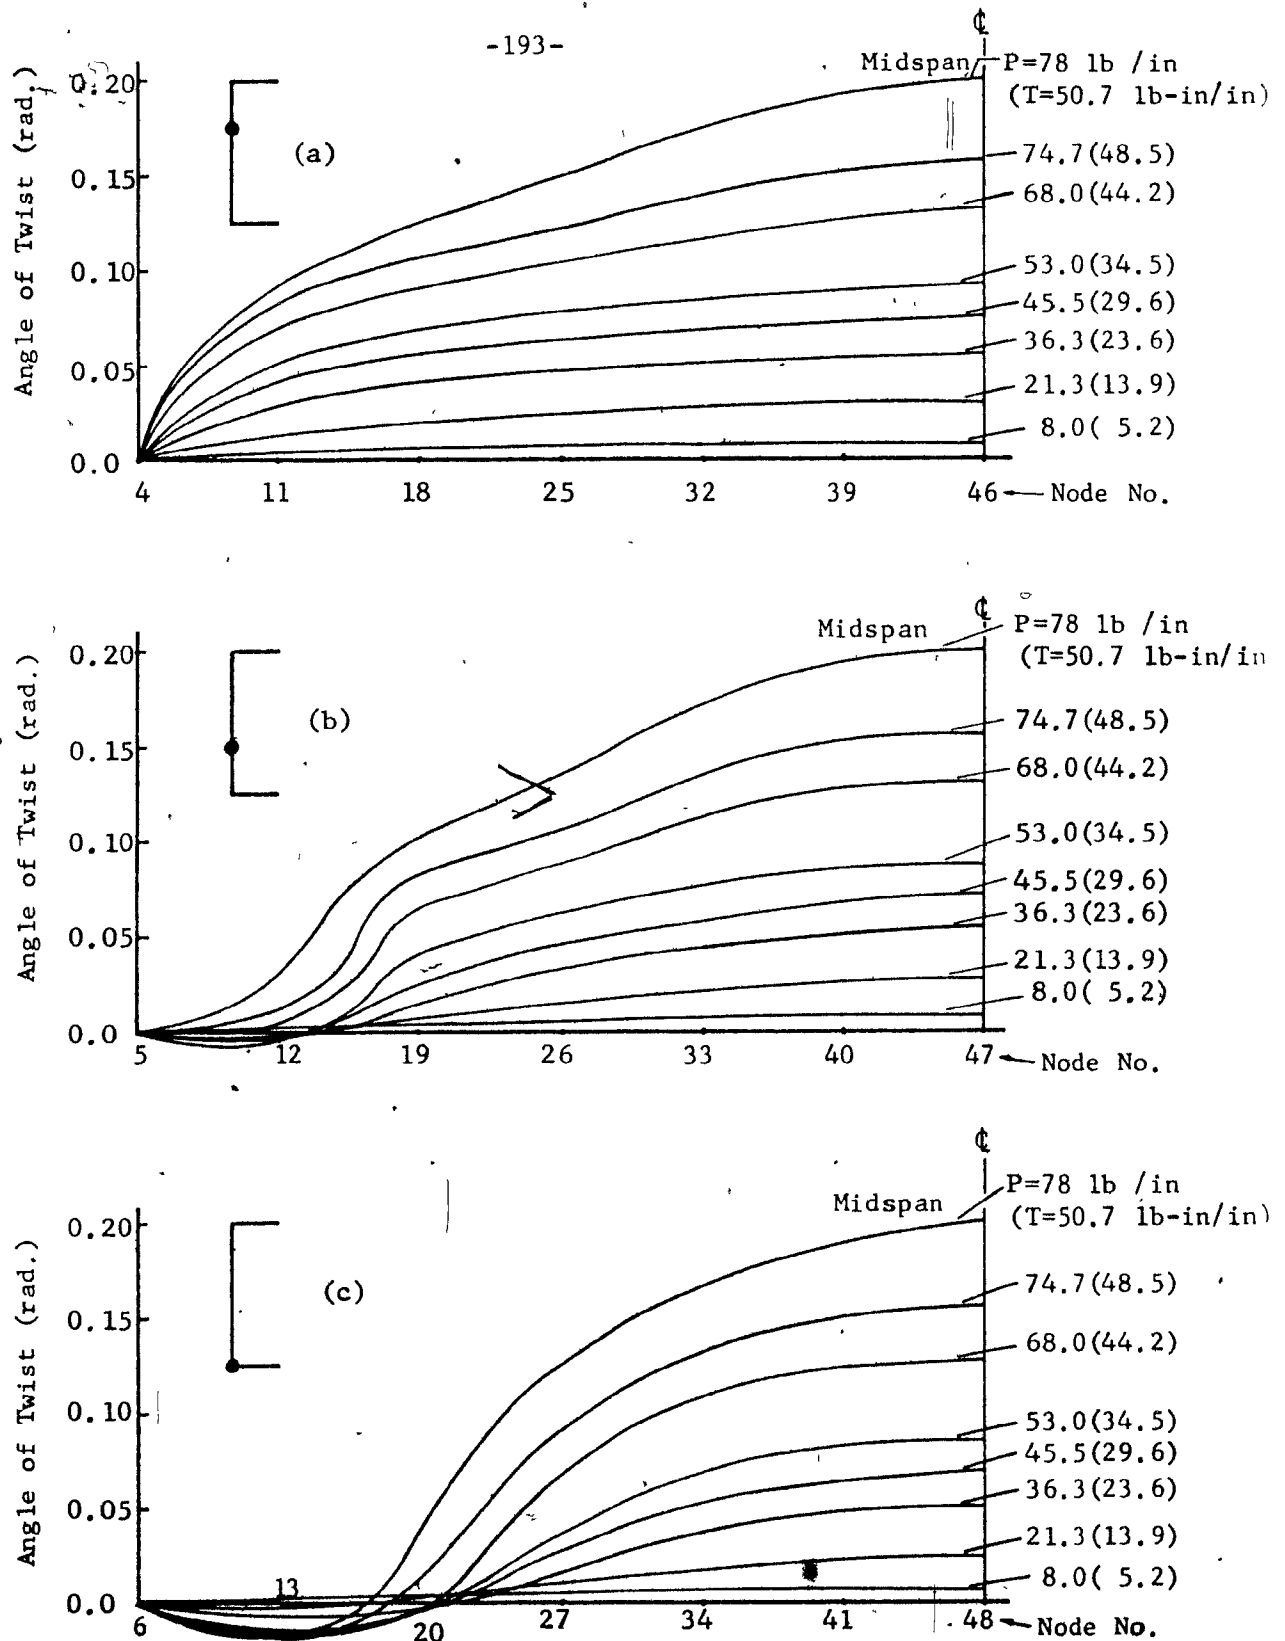 -193-
℄
Midspan P=78 lb /in
(T=50.7 lb-in/in)
0.20
(a)
74.7(48.5)
0.15
68.0(44.2)
0.10
53.0(34.5)
45.5(29.6)
0.05
36.3(23.6)
21.3(13.9)
8.0( 5.2)
0.0
Angle of Twist (rad.)
4 11 18 25 32 39 46 Node No.
℄
Midspan P=78 lb /in
(T=50.7 lb-in/in
0.20
(b)
74.7(48.5)
0.15
68.0(44.2)
0.10
53.0(34.5)
45.5(29.6)
0.05
36.3(23.6)
21.3(13.9)
8.0( 5.2)
0.0
Angle of Twist (rad.)
5 12 19 26 33 40 47 Node No.
℄
Midspan P=78 lb /in
(T=50.7 lb-in/in)
0.20
(c)
74.7(48.5)
0.15
68.0(44.2)
0.10
53.0(34.5)
45.5(29.6)
0.05
36.3(23.6)
21.3(13.9)
8.0( 5.2)
0.0
Angle of Twist (rad.)
6 13 20 27 34 41 48 Node No.